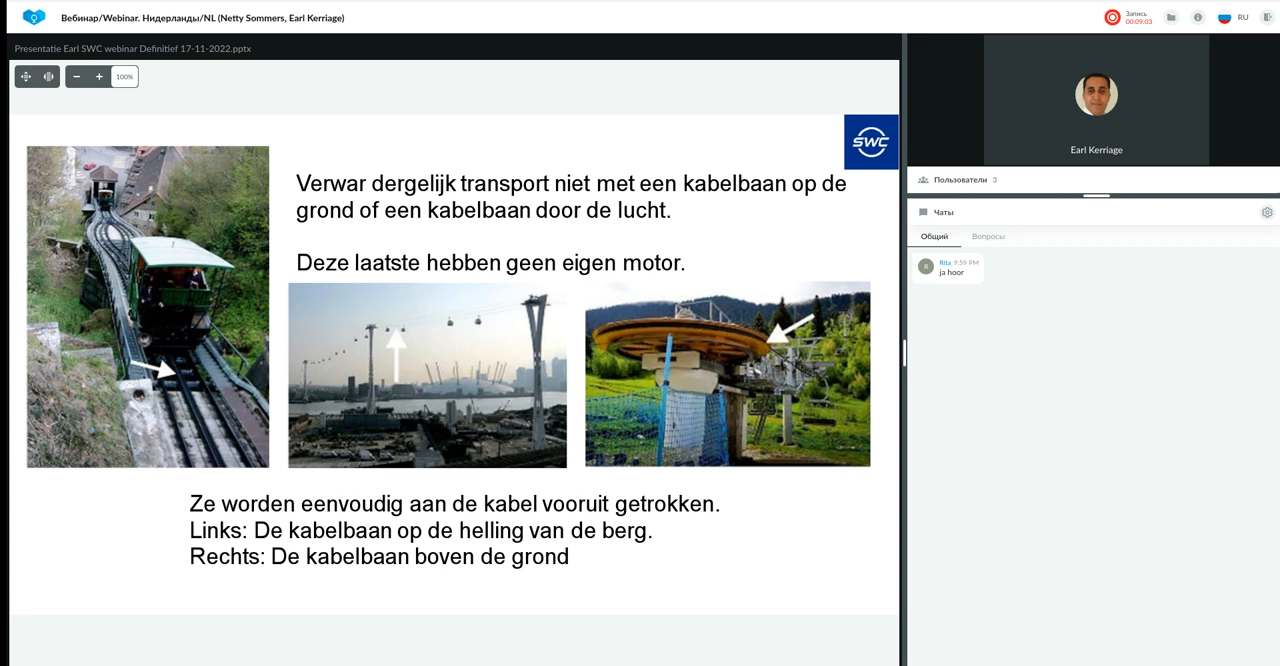 Вебинар/Webinar. Нидерланды/NL (Netty Sommers, Earl Kerriage)
Запись
00:09:03
RU
Presentatie Earl SWC webinar Definitief 17-11-2022.pptx
100%
SWC
Verwar dergelijk transport niet met een kabelbaan op de
grond of een kabelbaan door de lucht.
Deze laatste hebben geen eigen motor.
Ze worden eenvoudig aan de kabel vooruit getrokken.
Links: De kabelbaan op de helling van de berg.
Rechts: De kabelbaan boven de grond
Earl Kerriage
Пользователи 3
Чаты
Общий Вопросы
R Rita 9:59 PM
ja hoor